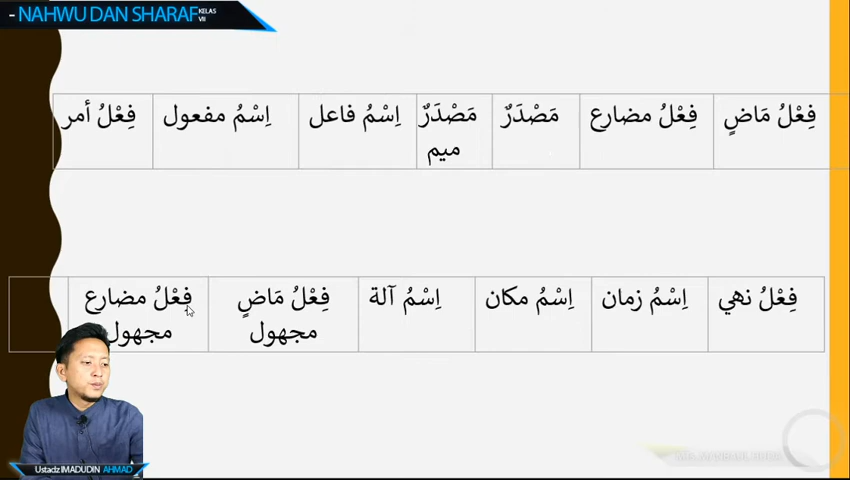 - NAHWU DAN SHARAF KELAS VII
فِعْلُ مَاضٍ
فِعْلُ مضارع
مَصْدَرٌ
مَصْدَرٌ
ميم
اِسْمُ فاعل
اِسْمُ مفعول
فِعْلُ أمر
فِعْلُ نهي
اِسْمُ زمان
اِسْمُ مكان
اِسْمُ آلة
فِعْلُ مَاضٍ
مجهول
فِعْلُ مضارع
مجهول
Ustadz IMADUDIN AHMAD